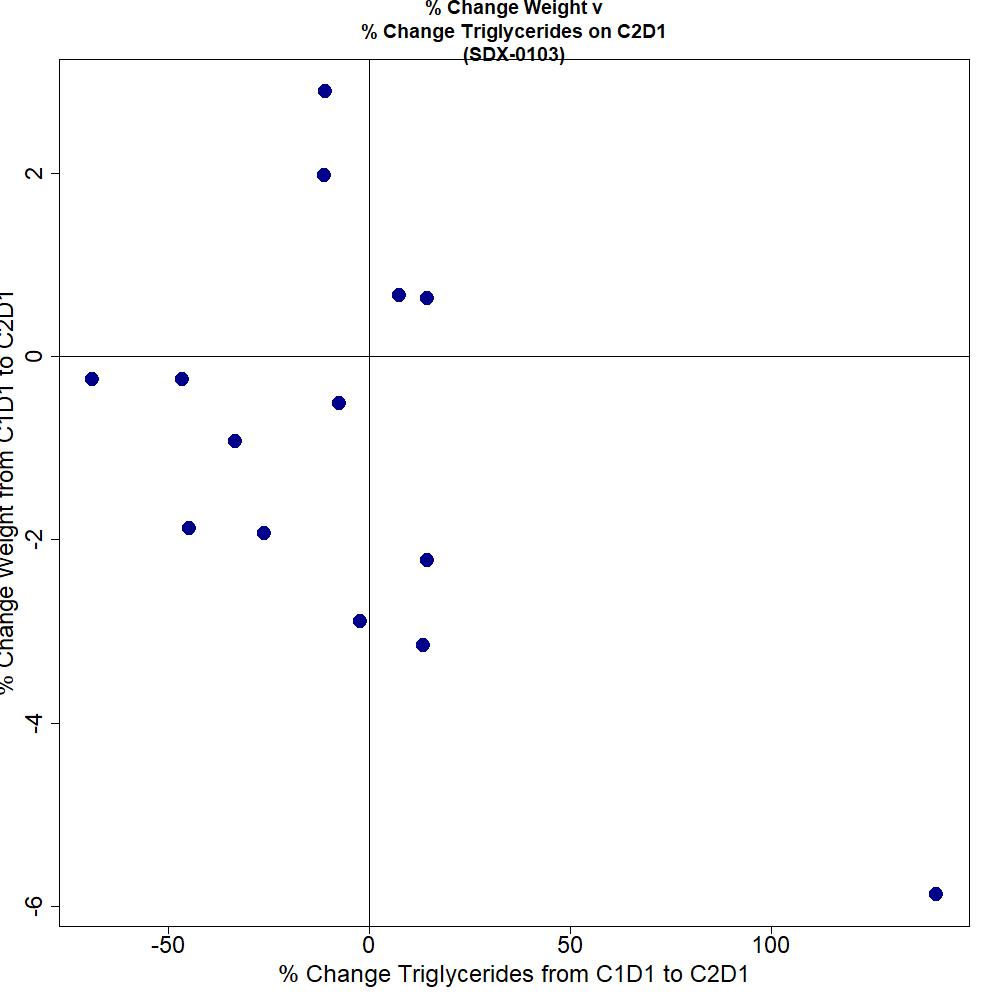 % Change Weight v
% Change Triglycerides on C2D1
(SDX-0103)
% Change Weight from C1D1 to C2D1
2
0
-2
-4
-6
-50
0
50
100
% Change Triglycerides from C1D1 to C2D1